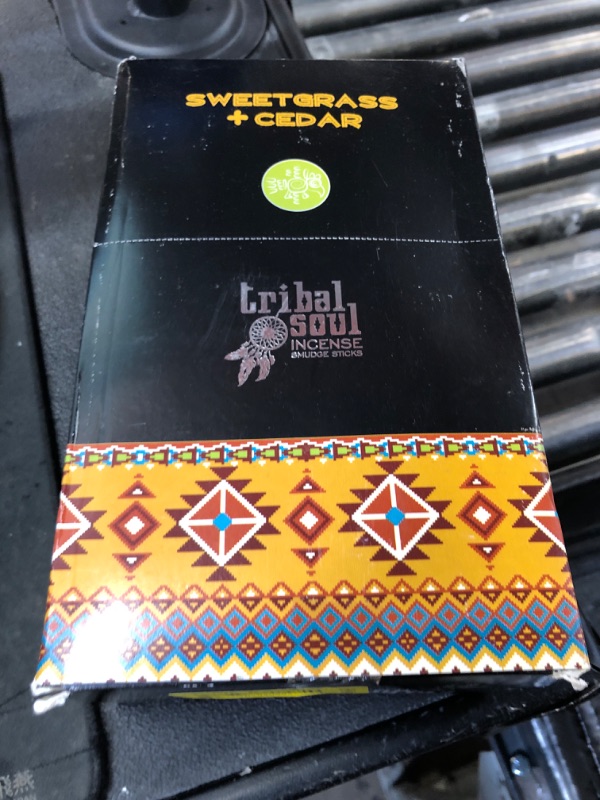 SWEETGRASS
+ CEDAR
tribal
soul
INCENSE
SMUDGE STICKS